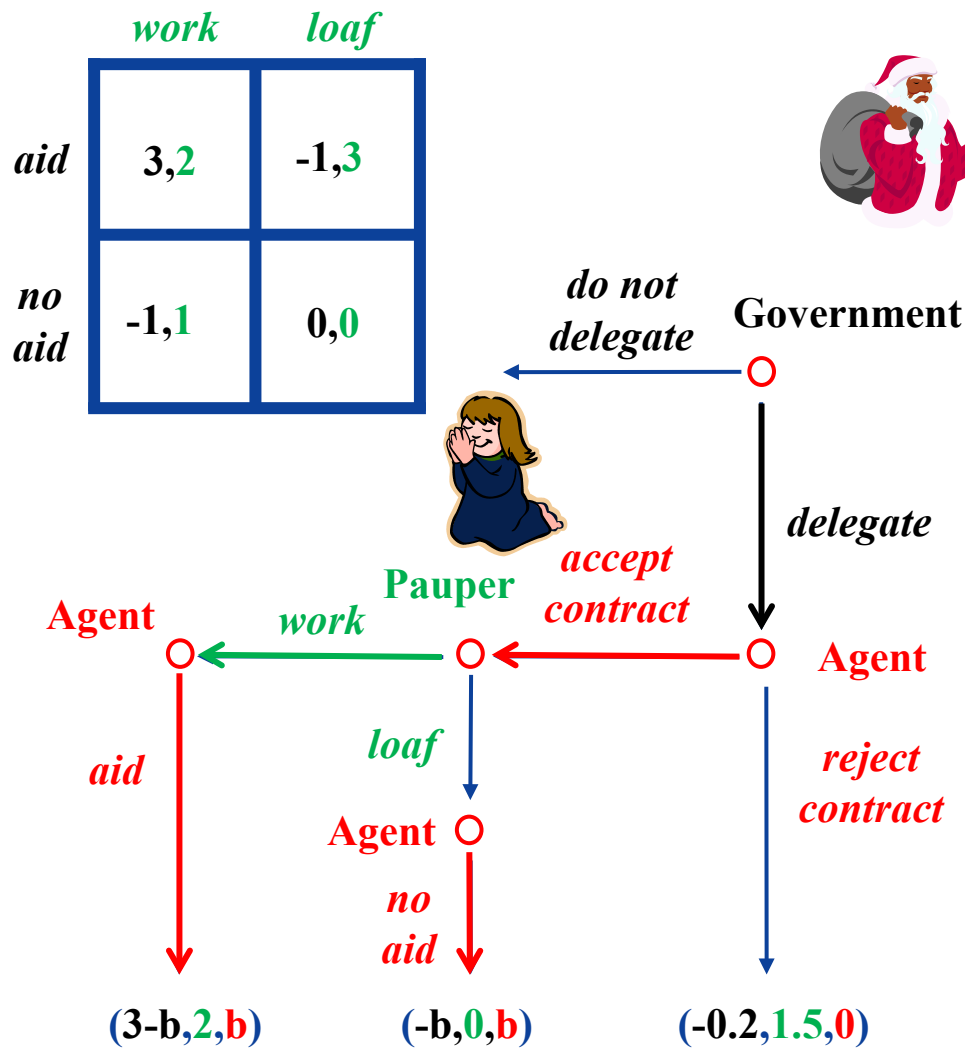 work loaf
aid 3,2 -1,3
no
aid -1,1 0,0
do not
delegate
Government
delegate
accept
contract
Pauper
Agent
work
Agent
aid
loaf
reject
contract
Agent
no
aid
(3-b,2,b) (-b,0,b) (-0.2,1.5,0)